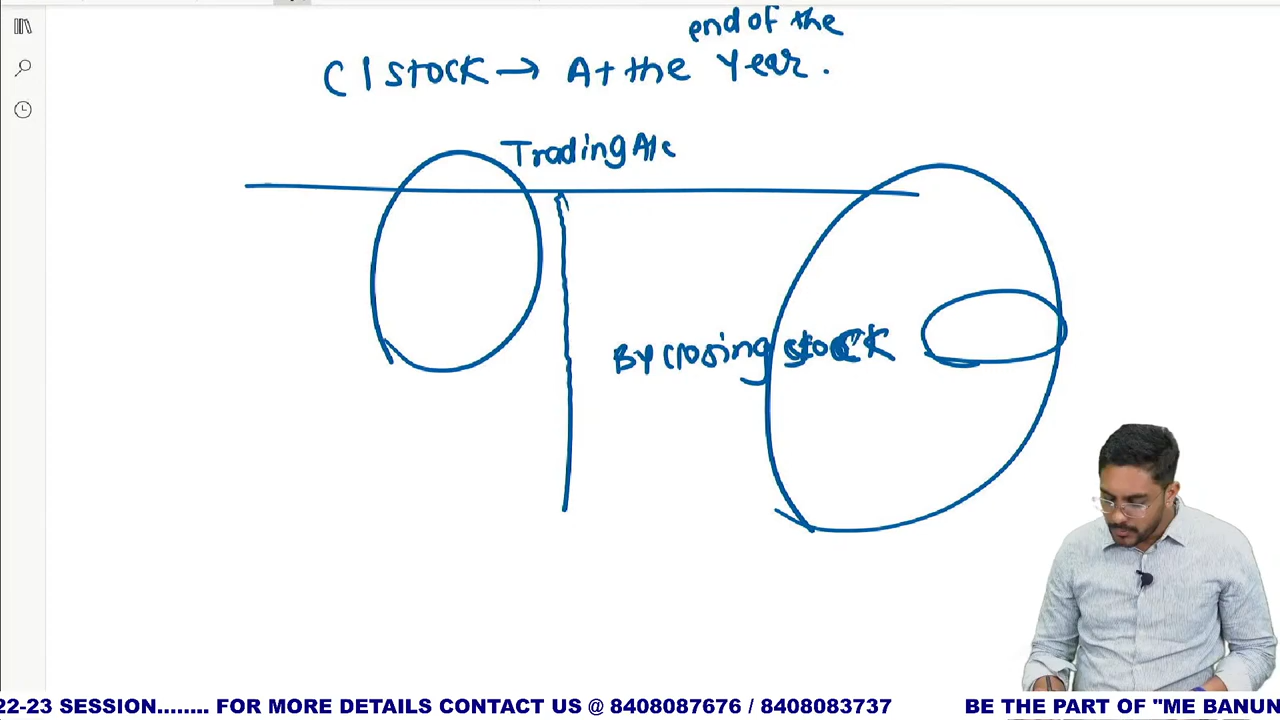 end of the
Cl stock → At the Year.
Trading A/c
By closing stock
22-23 SESSION........ FOR MORE DETAILS CONTACT US @ 8408087676 / 8408083737 BE THE PART OF "ME BANUN